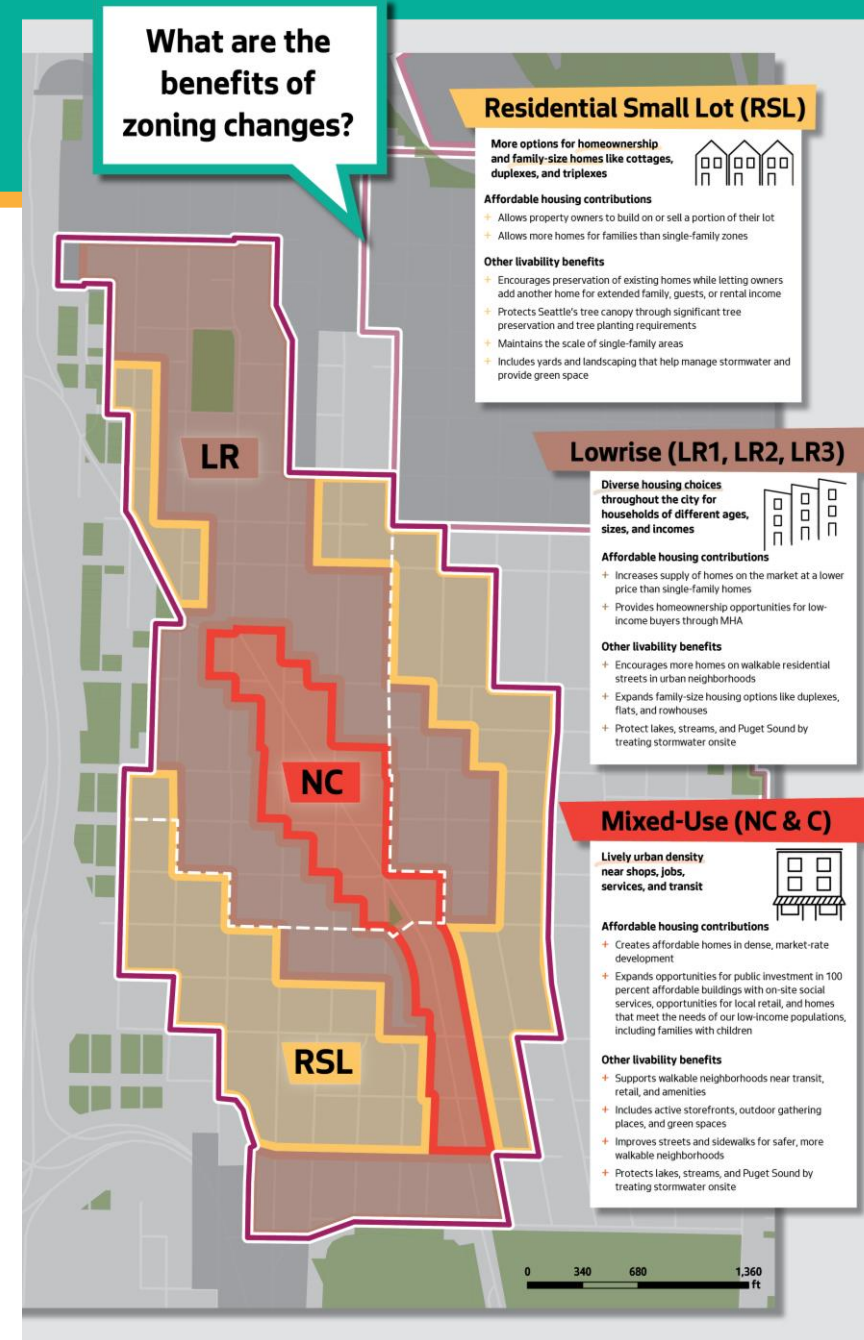 What are the
benefits of
zoning changes?
Residential Small Lot (RSL)
More options for homeownership
and family-size homes like cottages,
duplexes, and triplexes
Affordable housing contributions
+ Allows property owners to build on or sell a portion of their lot
+ Allows more homes for families than single-family zones
Other livability benefits
+ Encourages preservation of existing homes while letting owners
add another home for extended family, guests, or rental income
+ Protects Seattle's tree canopy through significant tree
preservation and tree planting requirements
+ Maintains the scale of single-family areas
+ Includes yards and landscaping that help manage stormwater and
provide green space
LR
Lowrise (LR1, LR2, LR3)
Diverse housing choices
throughout the city for
households of different ages,
sizes, and incomes
Affordable housing contributions
+ Increases supply of homes on the market at a lower
price than single-family homes
+ Provides homeownership opportunities for low-
income buyers through MHA
Other livability benefits
+ Encourages more homes on walkable residential
streets in urban neighborhoods
+ Expands family-size housing options like duplexes,
flats, and rowhouses
+ Protect lakes, streams, and Puget Sound by
treating stormwater onsite
NC
Mixed-Use (NC & C)
Lively urban density
near shops, jobs,
services, and transit
Affordable housing contributions
+ Creates affordable homes in dense, market-rate
development
+ Expands opportunities for public investment in 100
percent affordable buildings with on-site social
services, opportunities for local retail, and homes
that meet the needs of our low-income populations,
including families with children
Other livability benefits
+ Supports walkable neighborhoods near transit,
retail, and amenities
+ Includes active storefronts, outdoor gathering
places, and green spaces
+ Improves streets and sidewalks for safer, more
walkable neighborhoods
+ Protects lakes, streams, and Puget Sound by
treating stormwater onsite
RSL
0 340 680 1,360
ft